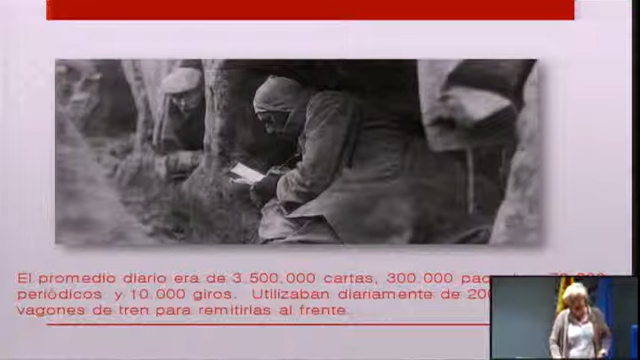 El promedio diario era de 3.500.000 cartas, 300.000
periódicos y 10.000 giros. Utilizaban diariamente de
vagones de tren para remitirlas al frente.